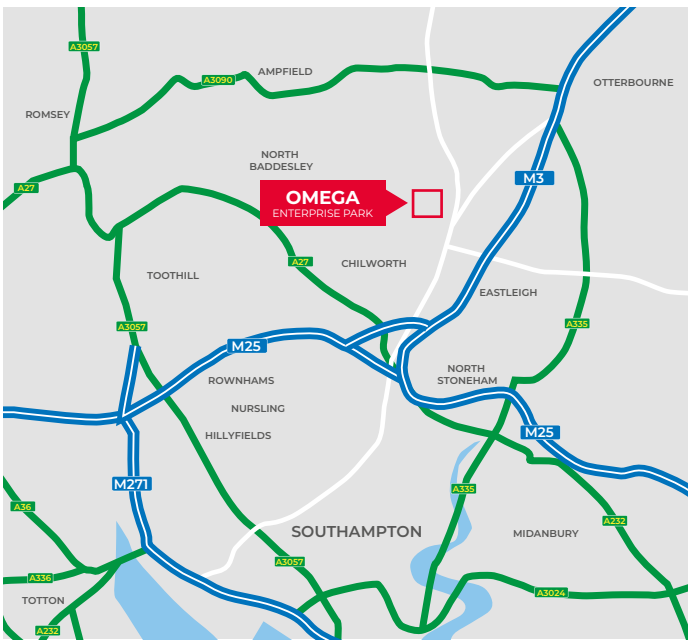 A3057
AMPFIELD
A3090
OTTERBOURNE
ROMSEY
NORTH
BADDESLEY
M3
A27
OMEGA
ENTERPRISE PARK
A27
CHILWORTH
TOOTHILL
EASTLEIGH
A3057
A335
M25
NORTH
STONEHAM
ROWNHAMS
NURSLING
HILLYFIELDS
M25
M271
A335
A36
A232
SOUTHAMPTON
MIDANBURY
A3057
A336
A3024
TOTTON
A232